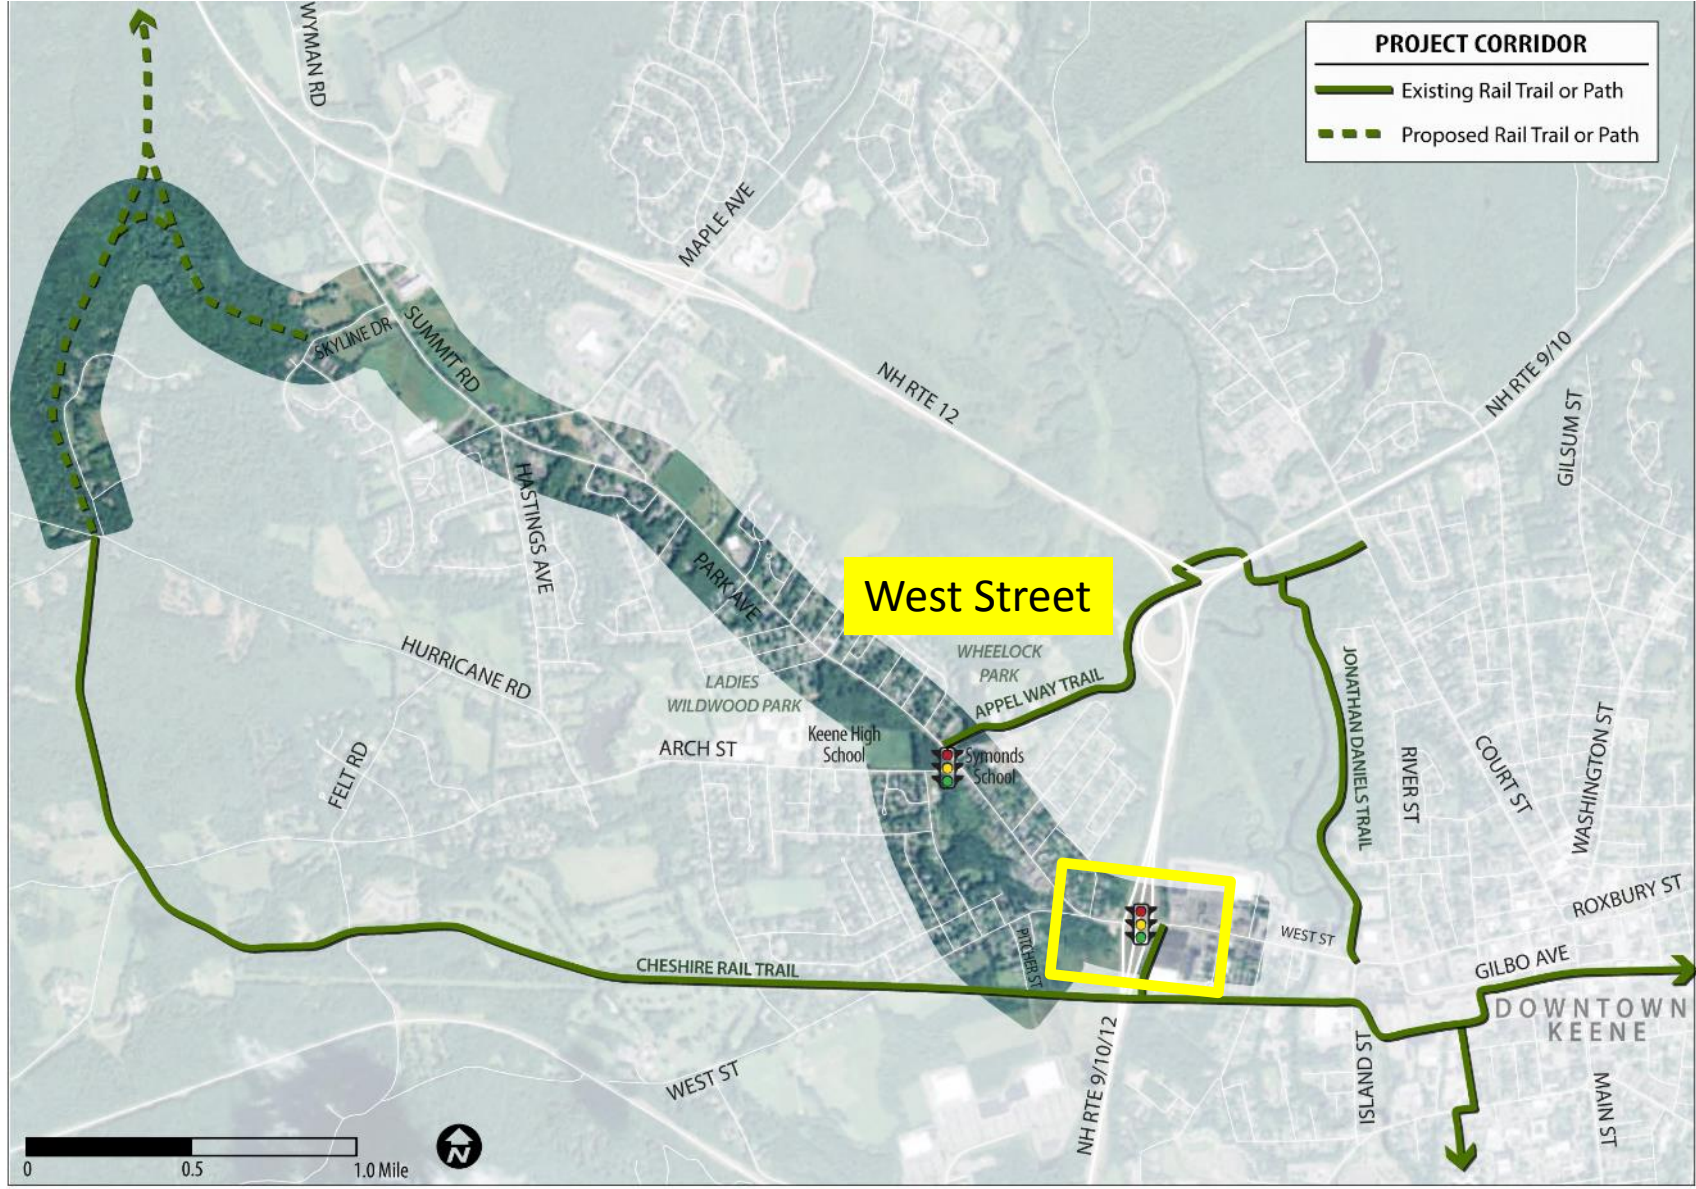 PROJECT CORRIDOR
Existing Rail Trail or Path
Proposed Rail Trail or Path
WYMAN RD
MAPLE AVE
SKYLINE DR
SUMMIT RD
NH RTE 12
NH RTE 9/10
GILSUM ST
HASTINGS AVE
PARK AVE
West Street
HURRICANE RD
WHEELOCK
PARK
LADIES
WILDWOOD PARK
APPEL WAY TRAIL
JONATHAN DANIELS TRAIL
Keene High
School
ARCH ST
Symonds
School
FELT RD
RIVER ST
COURT ST
WASHINGTON ST
ROXBURY ST
WEST ST
PITCHER ST
CHESHIRE RAIL TRAIL
GILBO AVE
DOWNTOWN
KEENE
NH RTE 9/10/12
ISLAND ST
WEST ST
MAIN ST
N
0 0.5 1.0 Mile